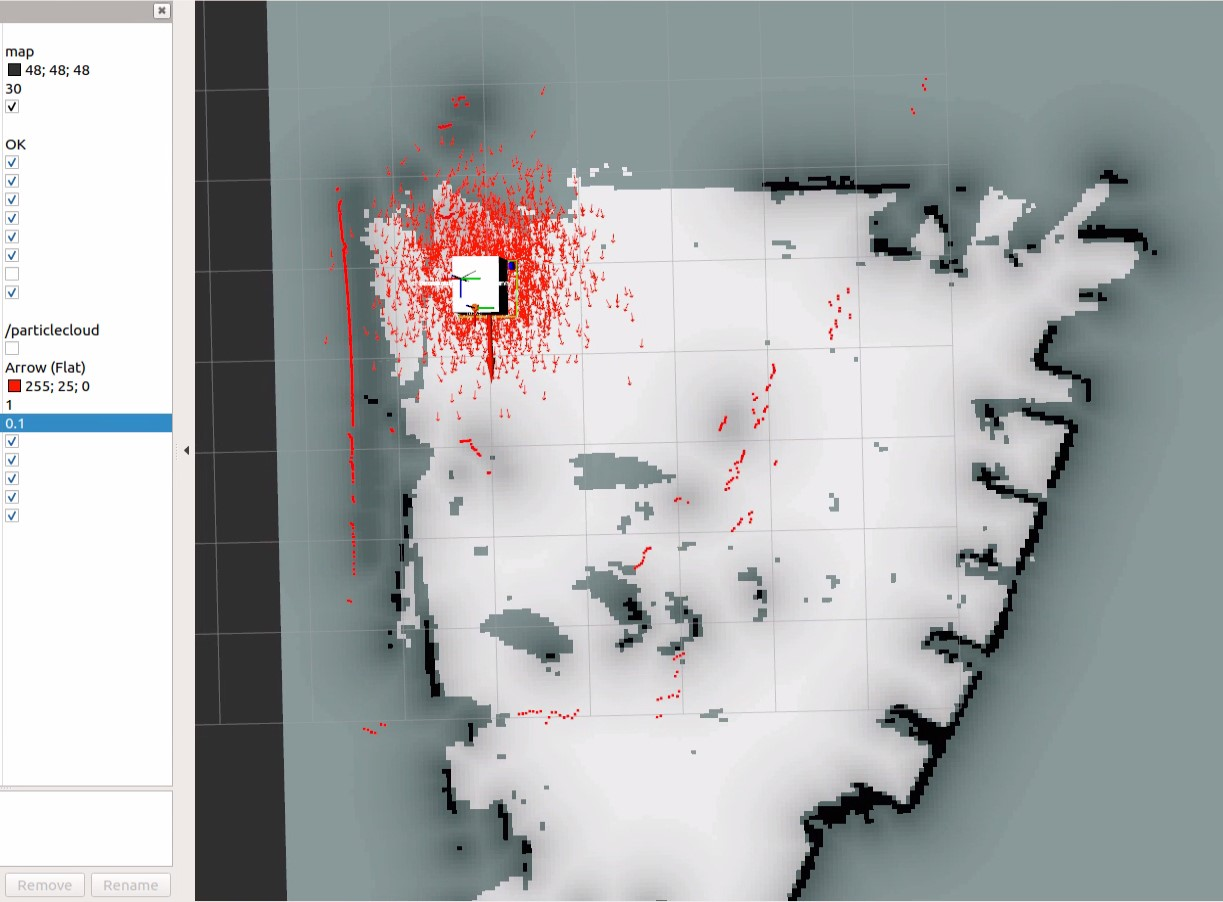 map
48; 48; 48
30
OK
/particlecloud
Arrow (Flat)
255; 25; 0
1
0.1
Remove
Rename